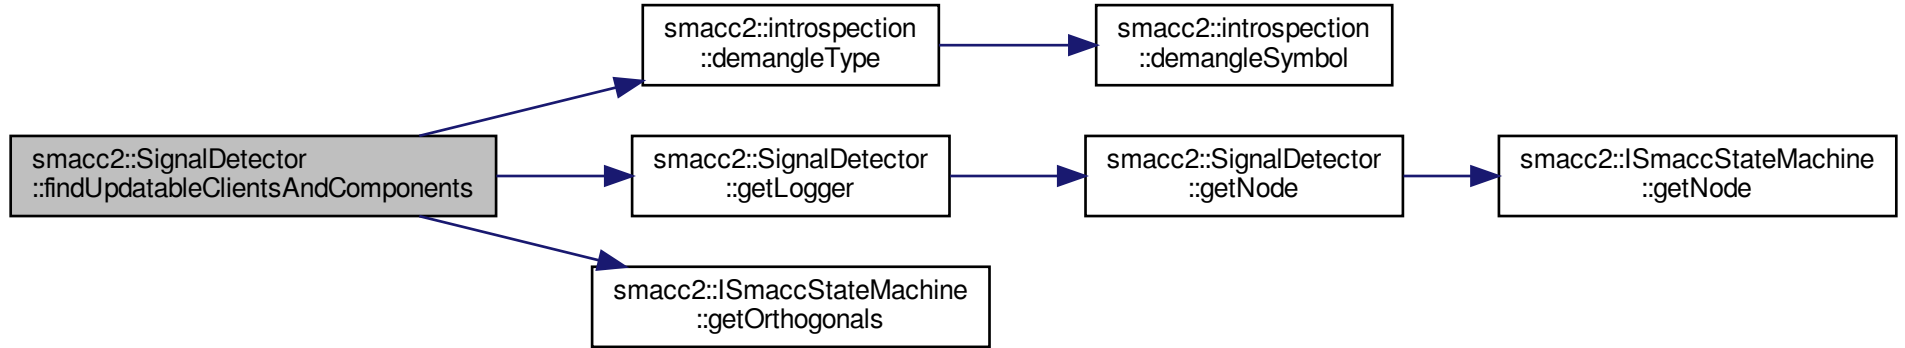 smacc2::introspection
::demangleType
smacc2::introspection
::demangleSymbol
smacc2::SignalDetector
::findUpdatableClientsAndComponents
smacc2::SignalDetector
::getLogger
smacc2::SignalDetector
::getNode
smacc2::ISmaccStateMachine
::getNode
smacc2::ISmaccStateMachine
::getOrthogonals